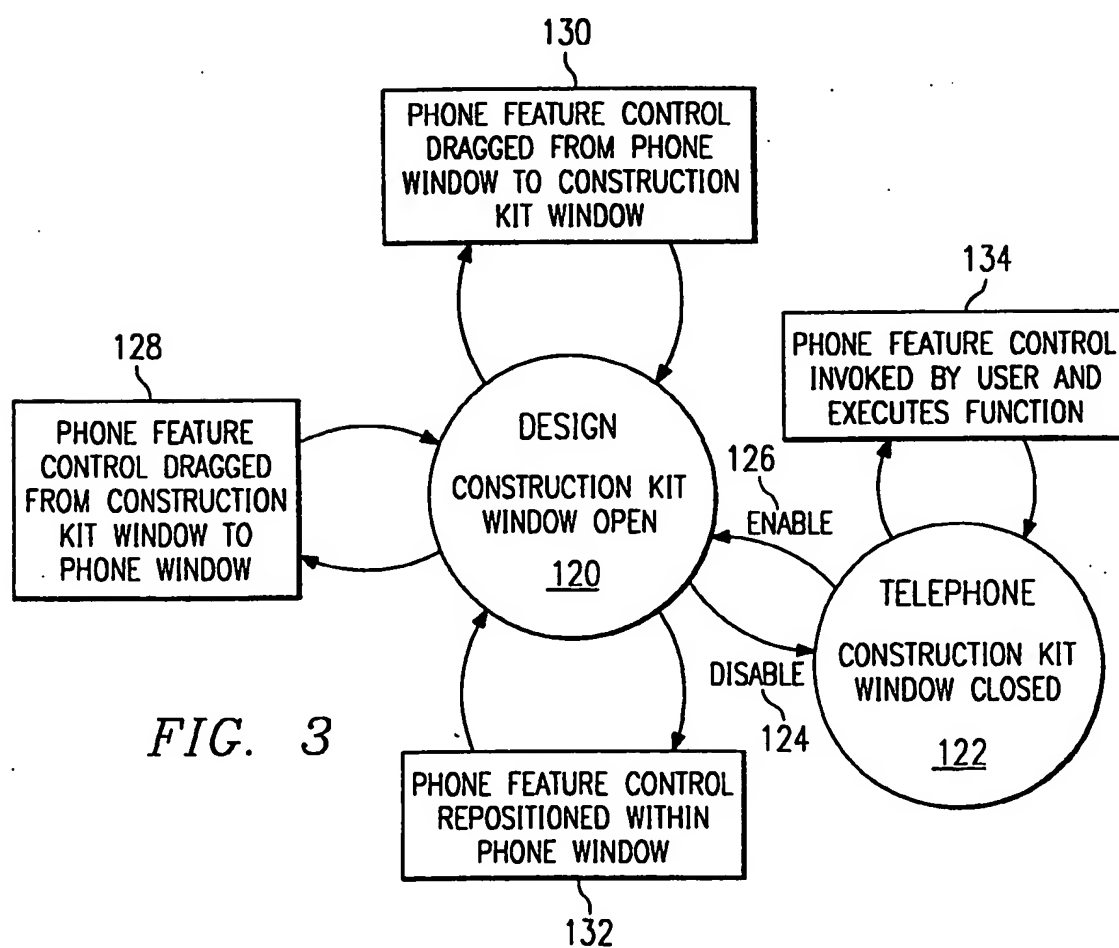 130
PHONE FEATURE CONTROL
DRAGGED FROM PHONE
WINDOW TO CONSTRUCTION
KIT WINDOW
134
PHONE FEATURE CONTROL
INVOKED BY USER AND
EXECUTES FUNCTION
128
PHONE FEATURE
CONTROL DRAGGED
FROM CONSTRUCTION
KIT WINDOW TO
PHONE WINDOW
DESIGN
CONSTRUCTION KIT
WINDOW OPEN
120
126
ENABLE
DISABLE
124
TELEPHONE
CONSTRUCTION KIT
WINDOW CLOSED
122
FIG. 3
PHONE FEATURE CONTROL
REPOSITIONED WITHIN
PHONE WINDOW
132